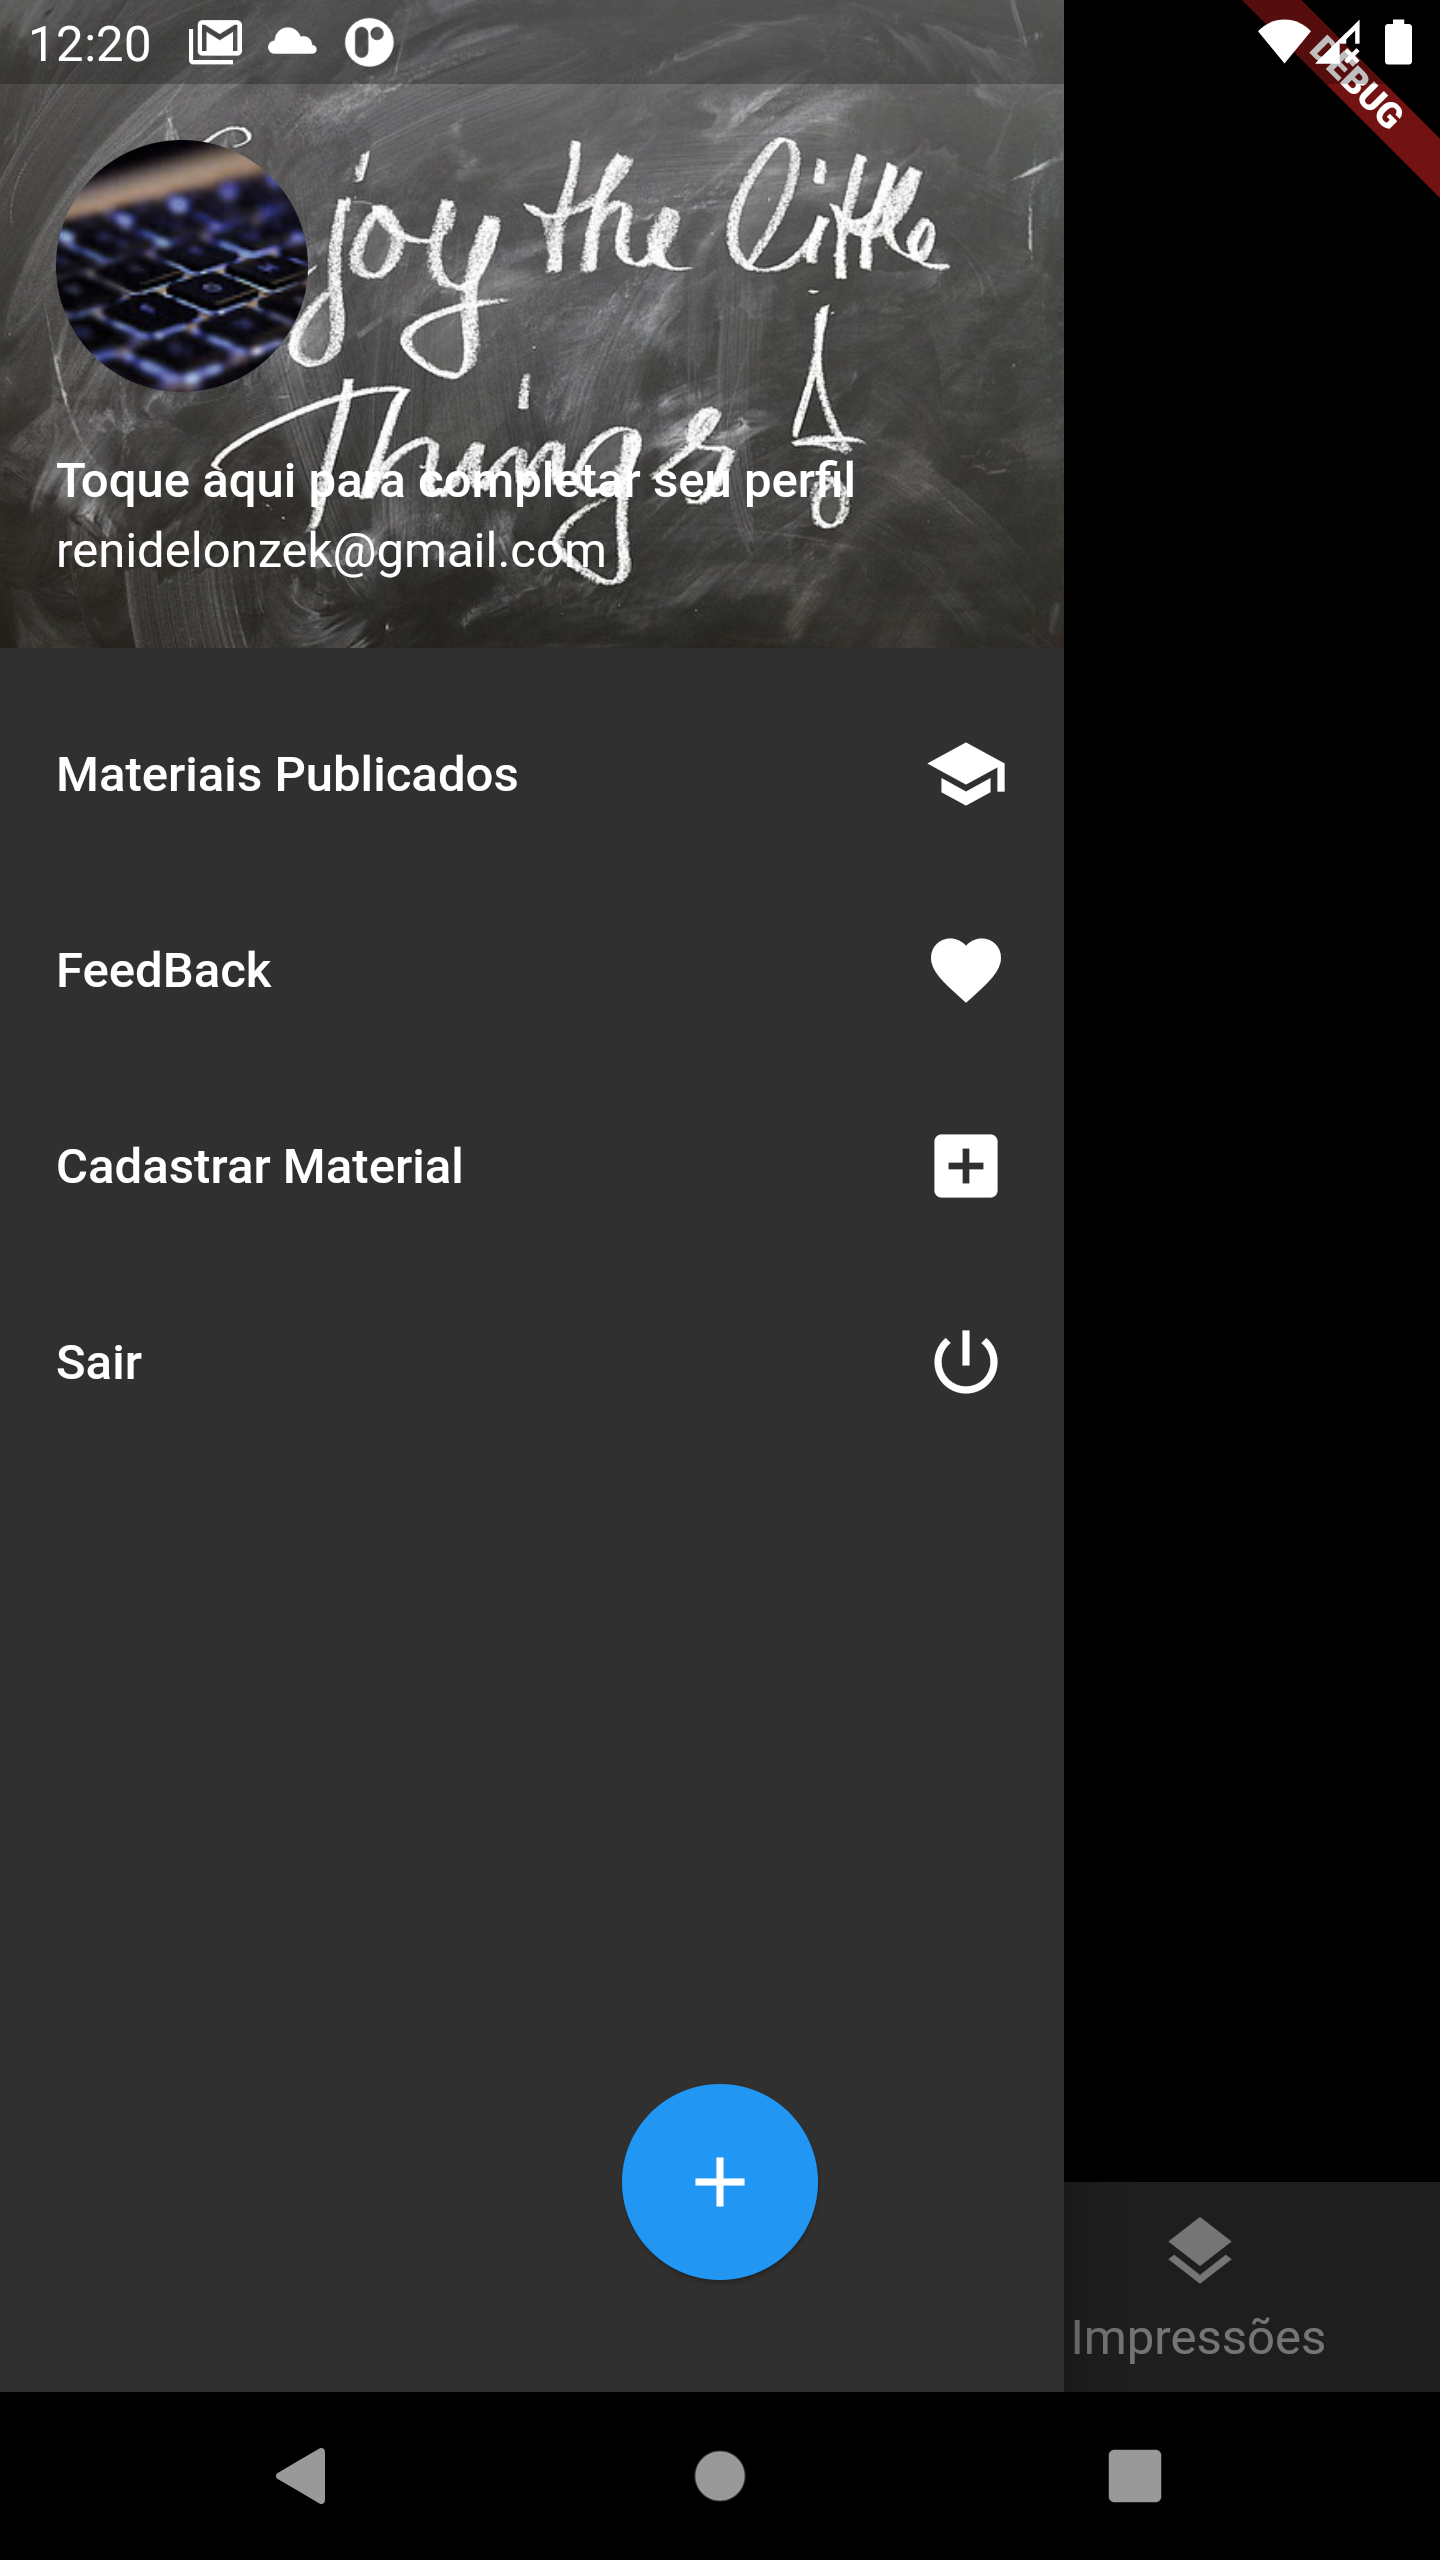 12:20
DEBUG
joy the little
Things
Toque aqui para completar seu perfil
renidelonzek@gmail.com
Materiais Publicados
FeedBack
Cadastrar Material
Sair
Impressões